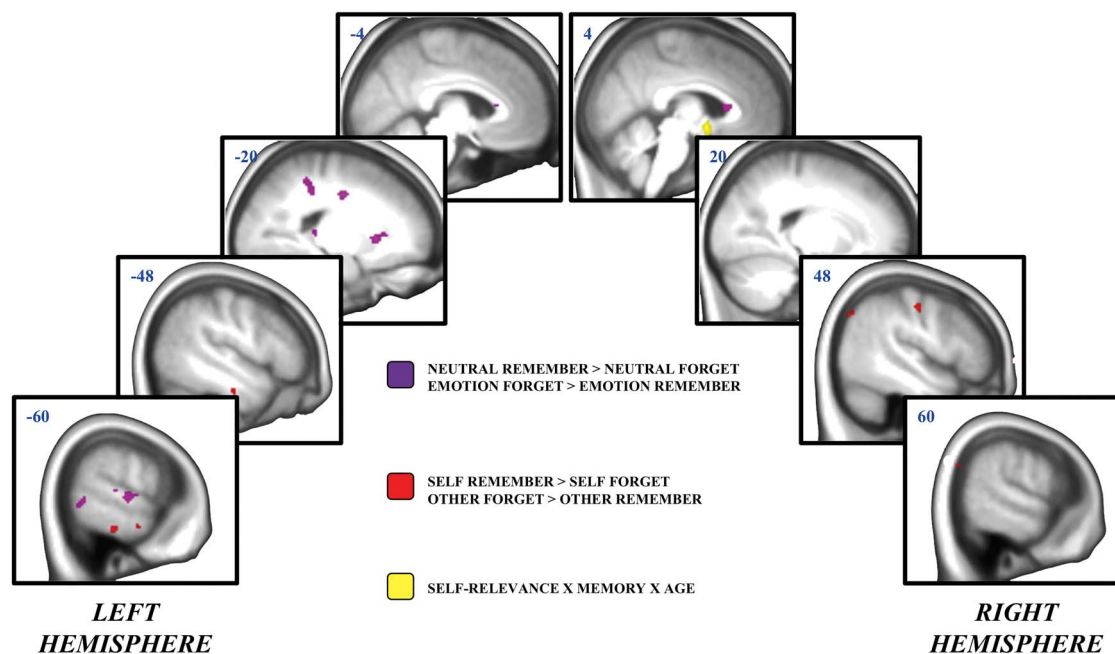 -4
4
-20
20
-48
48
NEUTRAL REMEMBER > NEUTRAL FORGET
EMOTION FORGET > EMOTION REMEMBER
-60
60
SELF REMEMBER > SELF FORGET
OTHER FORGET > OTHER REMEMBER
SELF-RELEVANCE X MEMORY X AGE
LEFT
HEMISPHERE
RIGHT
HEMISPHERE